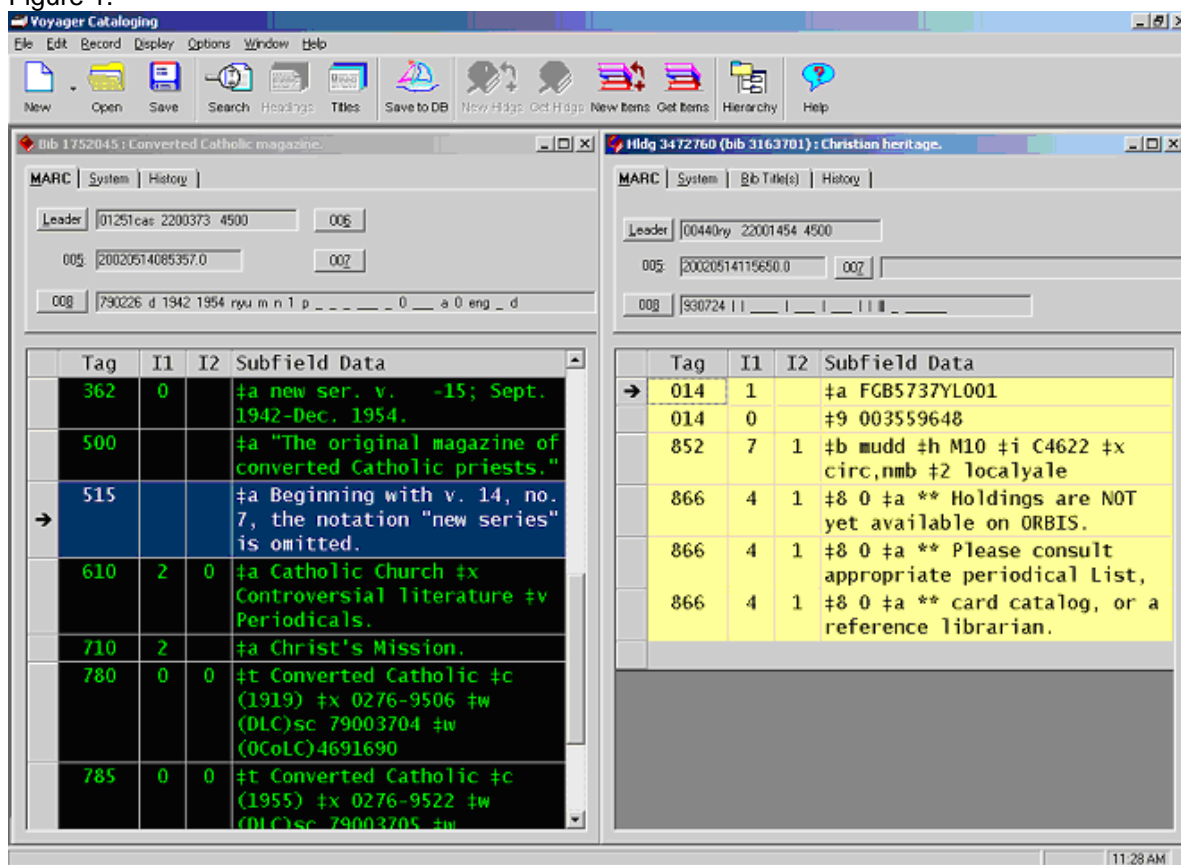 Figure 1.
Voyager Cataloging
File Edit Record Display Options Window Help
New Open Save Search Headings Titles Save to DB New Hldgs Get Hldgs New Items Get Items Hierarchy Help
Bib 1752045 : Converted Catholic magazine.
MARC System History
Leader 01251cas 2200373 4500 006
005: 20020514085357.0 007
008 790226 d 1942 1954 nyu m n 1 p _ _ _ _ _ _ 0 __ a 0 eng _ d
Tag I1 I2 Subfield Data
362 0 ‡a new ser. v. -15; Sept.
1942-Dec. 1954.
500 ‡a "The original magazine of
converted Catholic priests."
515 ‡a Beginning with v. 14, no.
7, the notation "new series"
is omitted.
610 2 0 ‡a Catholic Church ‡x
Controversial literature ‡v
Periodicals.
710 2 ‡a Christ's Mission.
780 0 0 ‡t Converted Catholic ‡c
(1919) ‡x 0276-9506 ‡w
(DLC)sc 79003704 ‡w
(OCoLC)4691690
785 0 0 ‡t Converted Catholic ‡c
(1955) ‡x 0276-9522 ‡w
(DLC)sc 79003705 ‡w
Hldg 3472760 (bib 3163701) : Christian heritage.
MARC System Bib Title(s) History
Leader 00440ny 22001454 4500
005: 20020514115650.0 007
008 930724
Tag I1 I2 Subfield Data
014 1 ‡a FGB5737YL001
014 0 ‡9 003559648
852 7 1 ‡b mudd ‡h M10 ‡i C4622 ‡x
circ,nmb ‡2 localyale
866 4 1 ‡8 0 ‡a ** Holdings are NOT
yet available on ORBIS.
866 4 1 ‡8 0 ‡a ** Please consult
appropriate periodical List,
866 4 1 ‡8 0 ‡a ** card catalog, or a
reference librarian.
11:28 AM